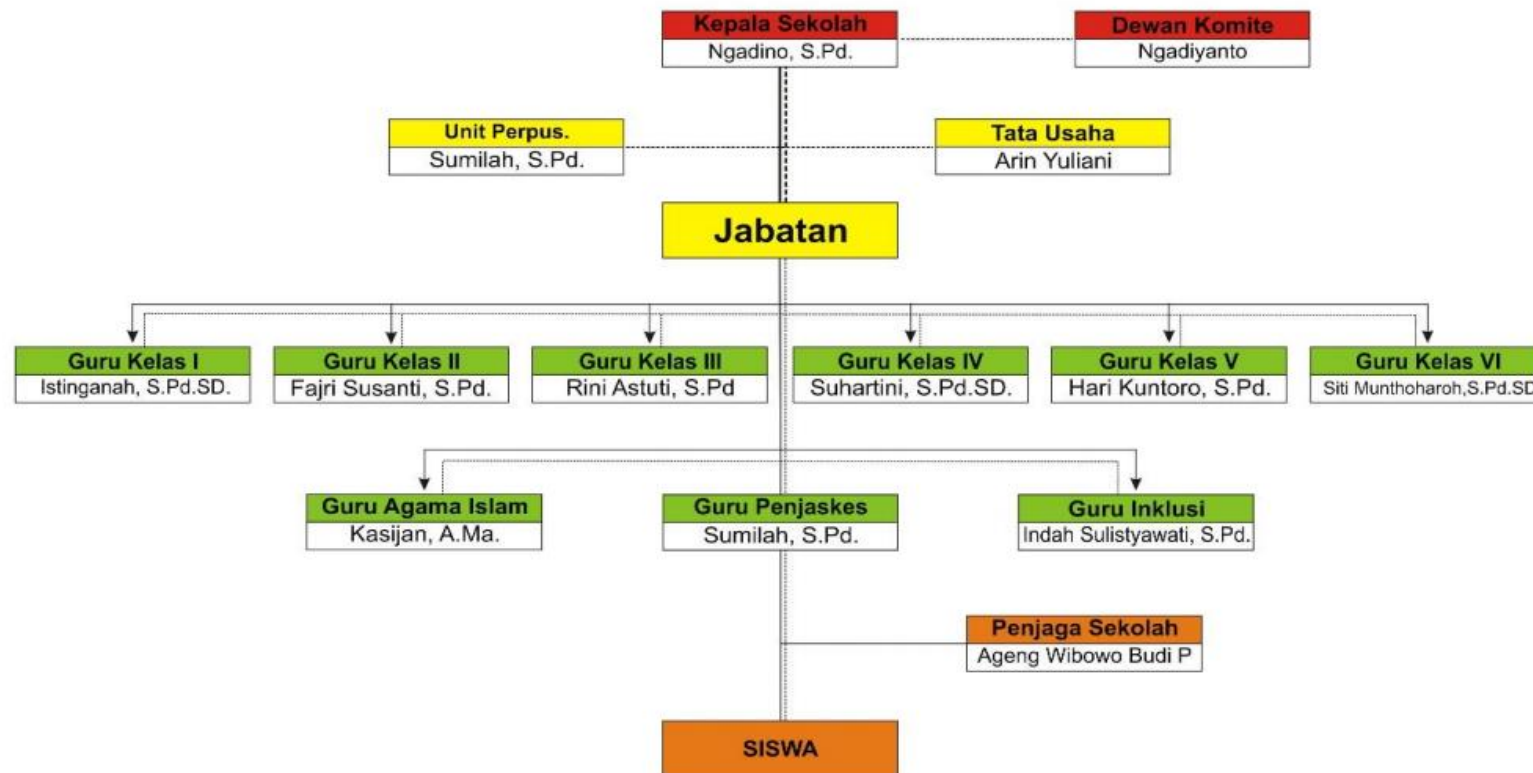 Kepala Sekolah
Ngadino, S.Pd.
Dewan Komite
Ngadiyanto
Unit Perpus.
Sumilah, S.Pd.
Tata Usaha
Arin Yuliani
Jabatan
Guru Kelas I
Istinganah, S.Pd.SD.
Guru Kelas II
Fajri Susanti, S.Pd.
Guru Kelas III
Rini Astuti, S.Pd
Guru Kelas IV
Suhartini, S.Pd.SD.
Guru Kelas V
Hari Kuntoro, S.Pd.
Guru Kelas VI
Siti Munthoharoh,S.Pd.SD
Guru Agama Islam
Kasijan, A.Ma.
Guru Penjaskes
Sumilah, S.Pd.
Guru Inklusi
Indah Sulistyawati, S.Pd.
Penjaga Sekolah
Ageng Wibowo Budi P
SISWA